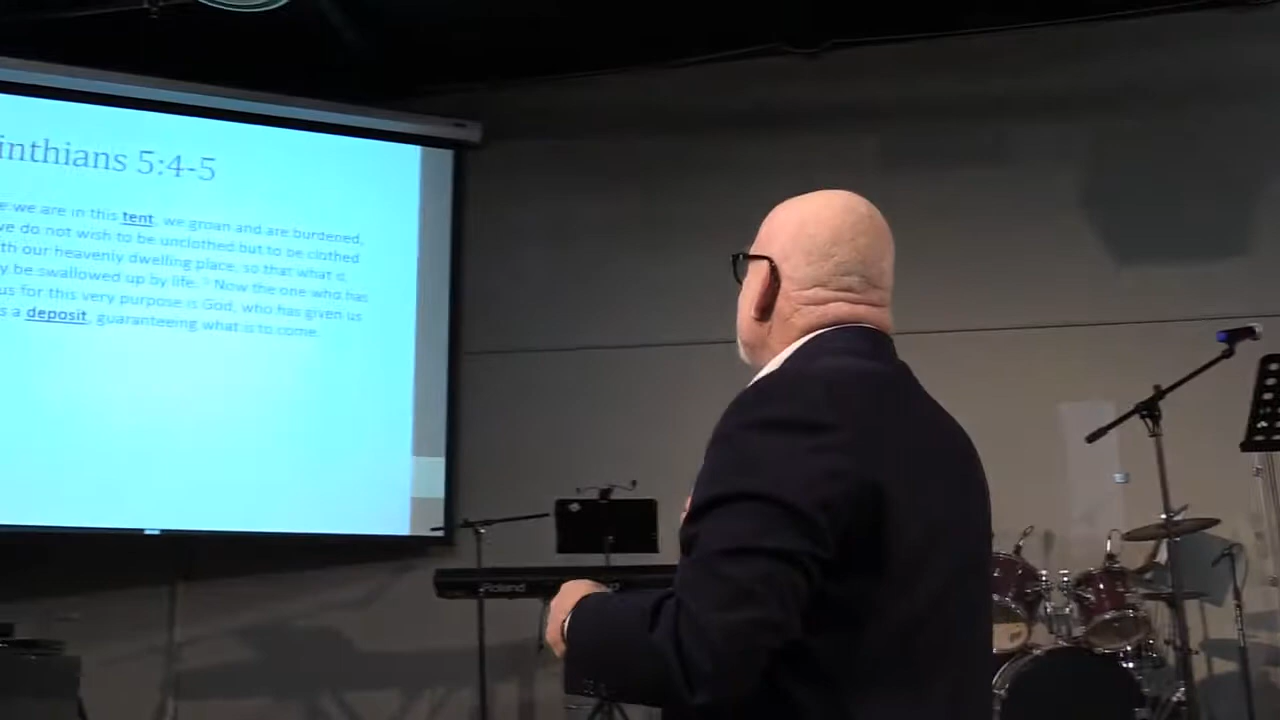 inthians 5:4-5
e we are in this tent, we groan and are burdened,
ve do not wish to be unclothed but to be clothed
th our heavenly dwelling place, so that what is
y be swallowed up by life. 5 Now the one who has
us for this very purpose is God, who has given us
s a deposit, guaranteeing what is to come.
Roland